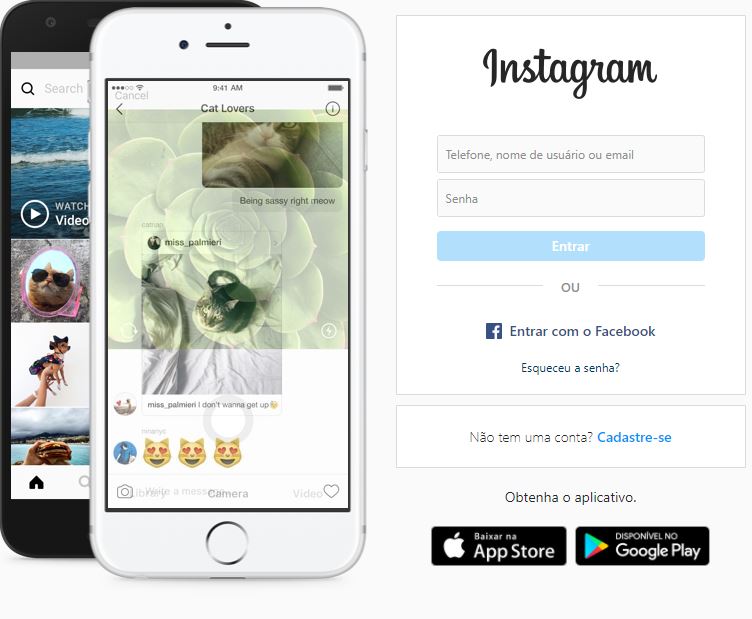 Search
WATCH
Video
9:41 AM
Cancel
Cat Lovers
Being sassy right meow
catrap
miss_palmieri
miss_palmieri I don't wanna get up
ninanyc
Library
Write a message
Camera
Video
Instagram
Telefone, nome de usuário ou email
Senha
Entrar
OU
Entrar com o Facebook
Esqueceu a senha?
Não tem uma conta? Cadastre-se
Obtenha o aplicativo.
Baixar na
App Store
DISPONÍVEL NO
Google Play